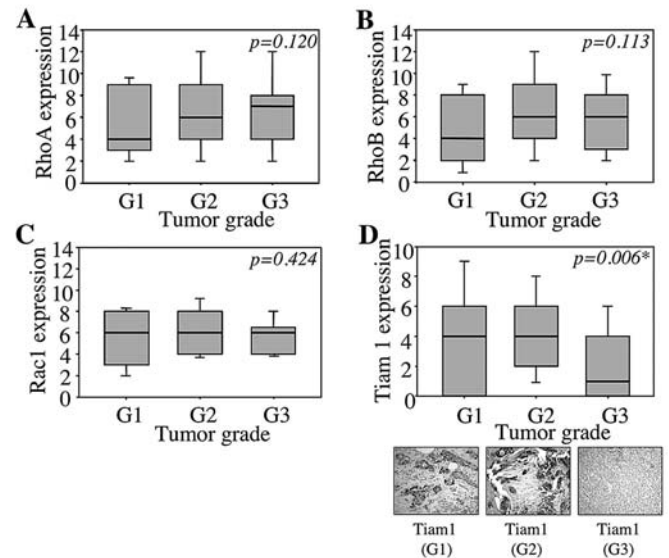 A
14
12
10
8
6
4
2
0
RhoA expression
p=0.120
G1 G2 G3
Tumor grade
B
14
12
10
8
6
4
2
0
RhoB expression
p=0.113
G1 G2 G3
Tumor grade
C
14
12
10
8
6
4
2
0
Rac1 expression
p=0.424
G1 G2 G3
Tumor grade
D
10
8
6
4
2
0
Tiam 1 expression
p=0.006*
G1 G2 G3
Tumor grade
Tiam1 Tiam1 Tiam1
(G1) (G2) (G3)